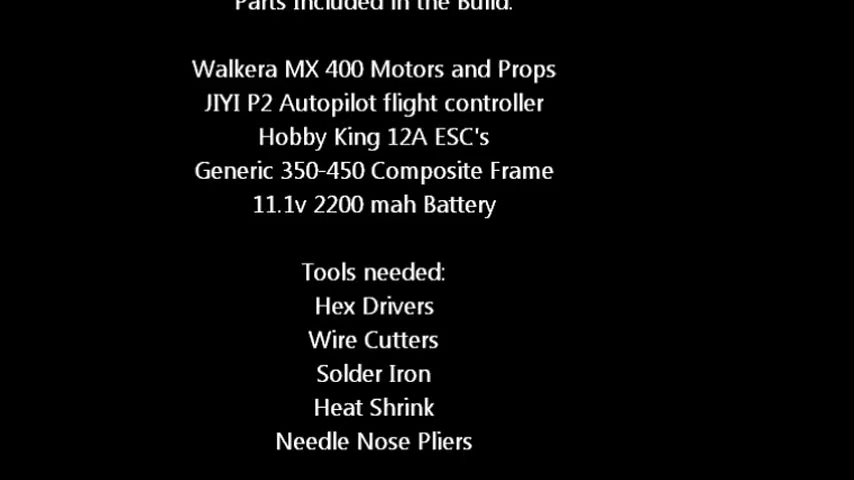 Parts Included in the Build:
Walkera MX 400 Motors and Props
JIYI P2 Autopilot flight controller
Hobby King 12A ESC's
Generic 350-450 Composite Frame
11.1v 2200 mah Battery
Tools needed:
Hex Drivers
Wire Cutters
Solder Iron
Heat Shrink
Needle Nose Pliers